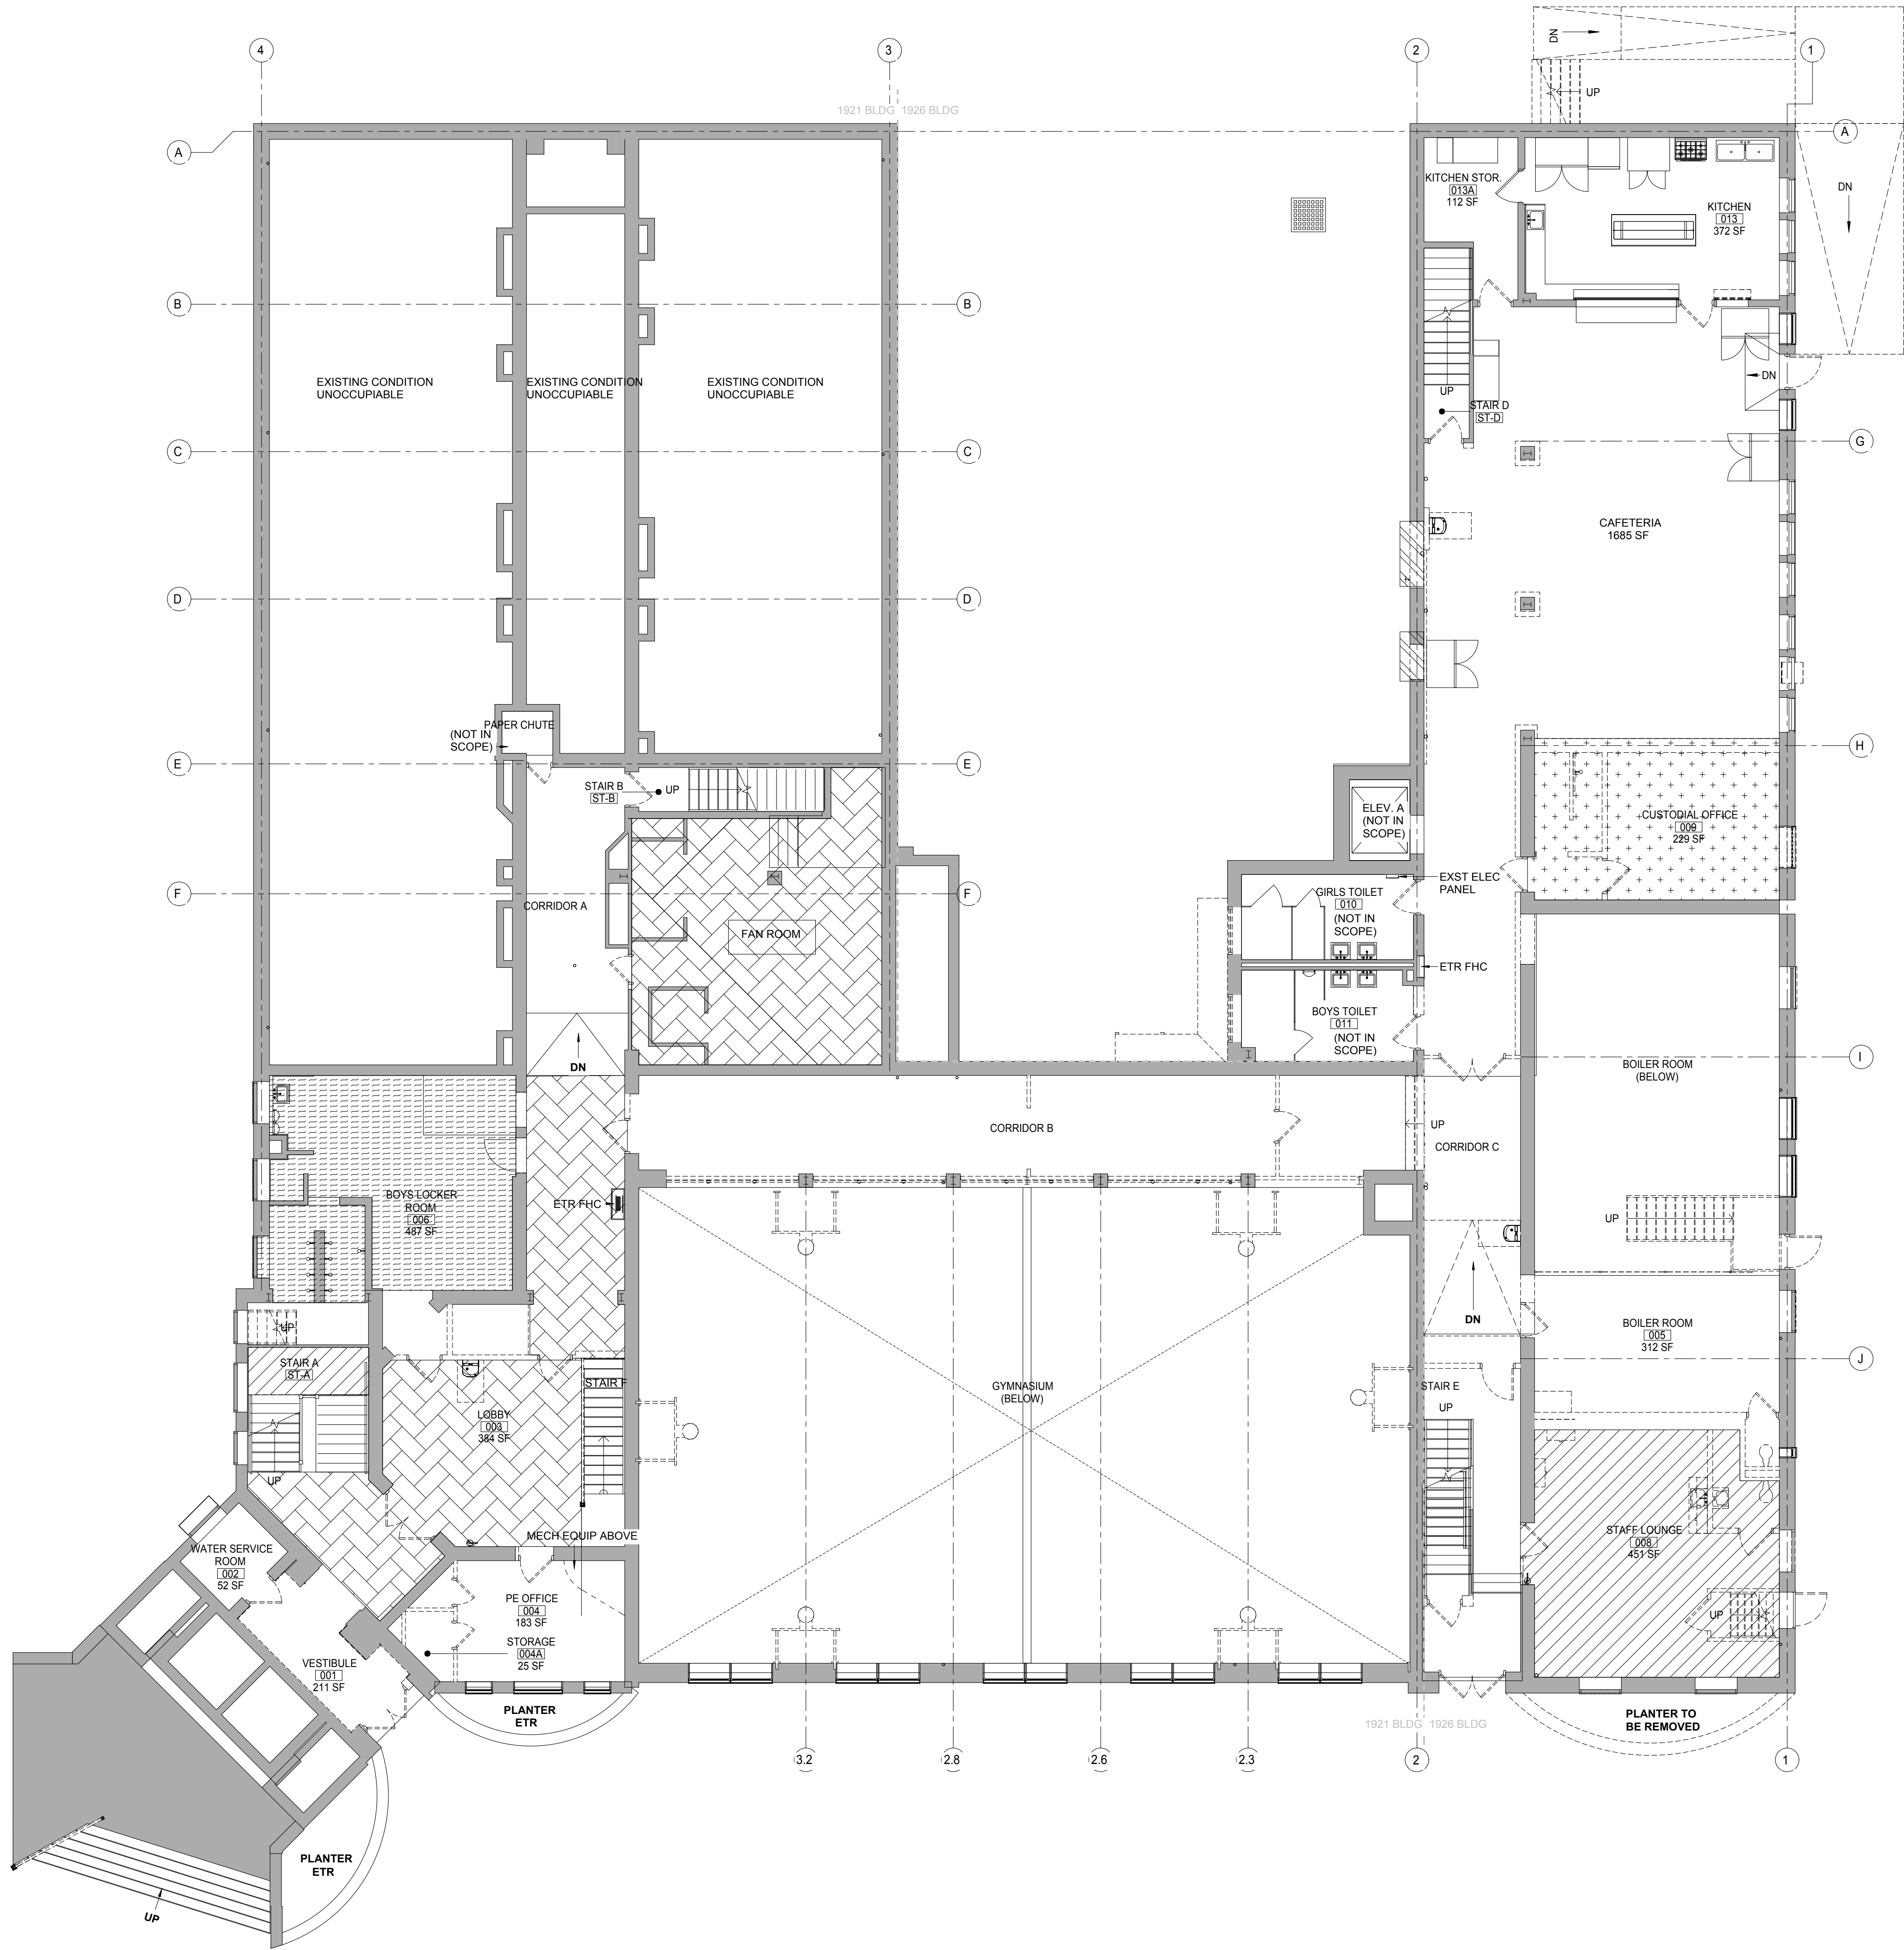 DN
4
3
2
1
UP
1921 BLDG 1926 BLDG
A
A
KITCHEN STOR.
013A
112 SF
KITCHEN
013
372 SF
DN
B
B
EXISTING CONDITION
UNOCCUPIABLE
EXISTING CONDITION
UNOCCUPIABLE
EXISTING CONDITION
UNOCCUPIABLE
DN
UP
STAIR D
ST-D
C
C
G
CAFETERIA
1685 SF
D
D
PAPER CHUTE
(NOT IN
SCOPE)
E
E
H
STAIR B
ST-B
UP
ELEV. A
(NOT IN
SCOPE)
CUSTODIAL OFFICE
009
229 SF
EXST ELEC
PANEL
F
F
CORRIDOR A
FAN ROOM
GIRLS TOILET
010
(NOT IN
SCOPE)
ETR FHC
BOYS TOILET
011
(NOT IN
SCOPE)
I
DN
BOILER ROOM
(BELOW)
CORRIDOR B
UP
CORRIDOR C
BOYS LOCKER
ROOM
006
487 SF
ETR FHC
UP
UP
DN
BOILER ROOM
005
312 SF
STAIR A
ST-A
J
STAIR F
GYMNASIUM
(BELOW)
STAIR E
UP
LOBBY
003
384 SF
UP
MECH EQUIP ABOVE
STAFF LOUNGE
008
451 SF
WATER SERVICE
ROOM
002
52 SF
PE OFFICE
004
183 SF
UP
STORAGE
004A
25 SF
VESTIBULE
001
211 SF
PLANTER
ETR
PLANTER TO
BE REMOVED
1921 BLDG 1926 BLDG
3.2
2.8
2.6
2.3
2
1
PLANTER
ETR
UP